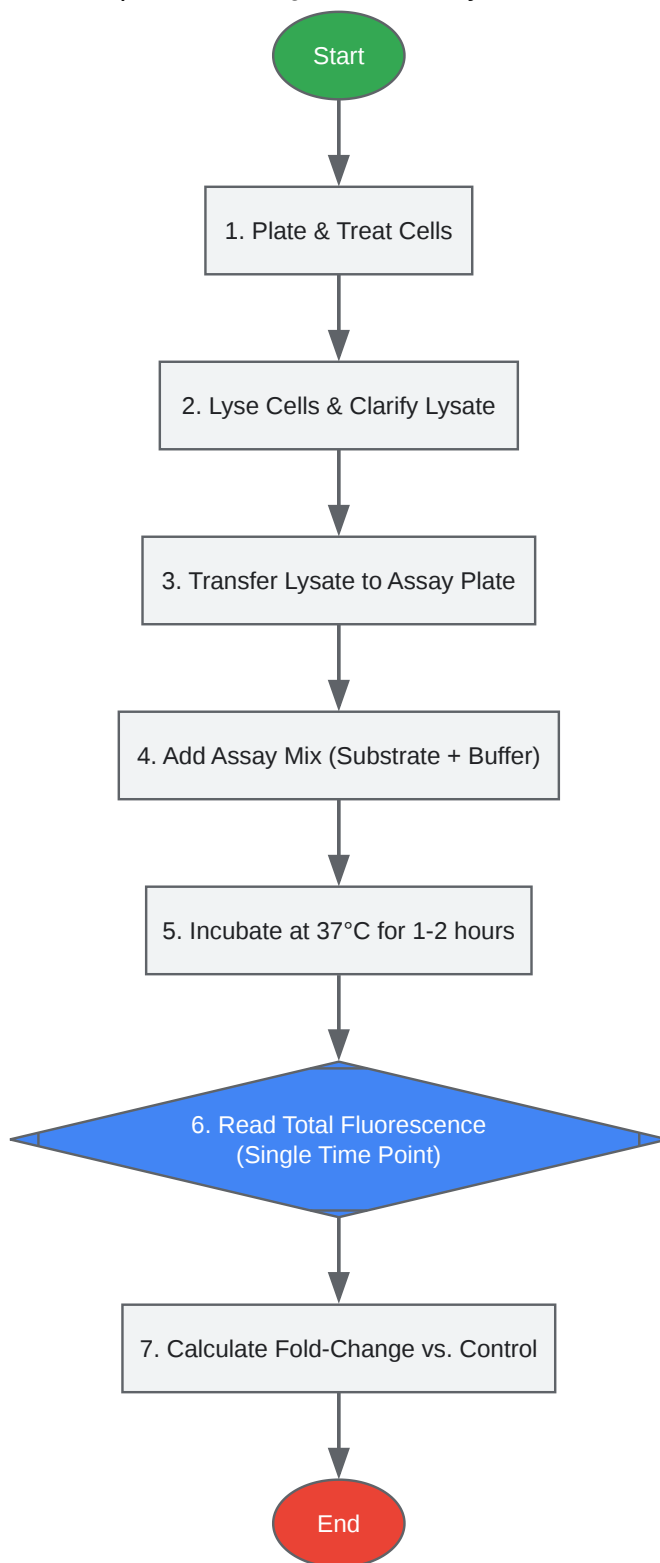 Start
1. Plate & Treat Cells
2. Lyse Cells & Clarify Lysate
3. Transfer Lysate to Assay Plate
4. Add Assay Mix (Substrate + Buffer)
5. Incubate at 37°C for 1-2 hours
6. Read Total Fluorescence
(Single Time Point)
7. Calculate Fold-Change vs. Control
End